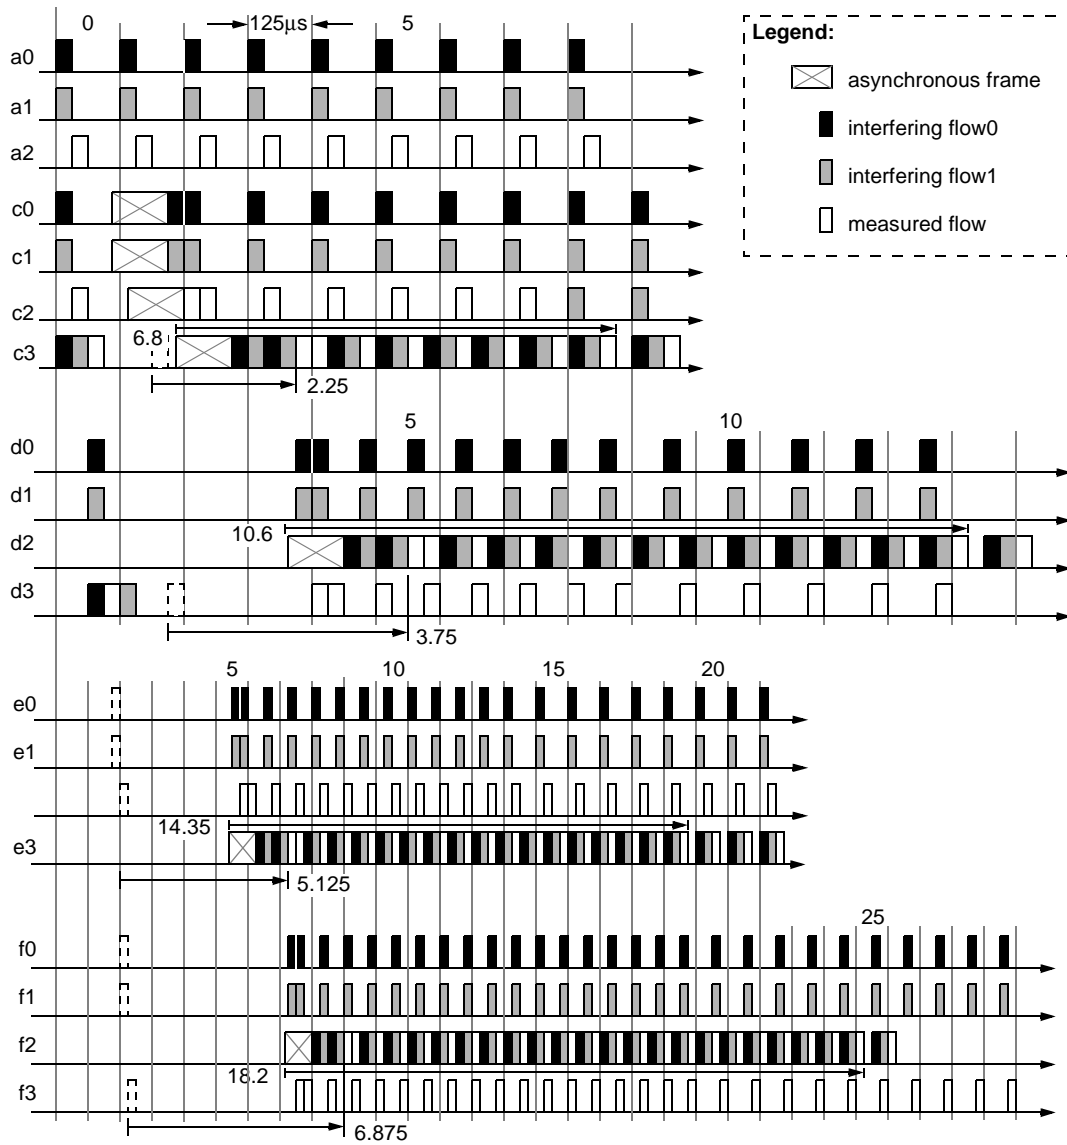 0 125μs 5
Legend:
asynchronous frame
interfering flow0
interfering flow1
measured flow
a0
a1
a2
c0
c1
c2
6.8
c3
2.25
5 10
d0
d1
10.6
d2
d3
3.75
5 10 15 20
e0
e1
14.35
e3
5.125
25
f0
f1
f2
18.2
f3
6.875